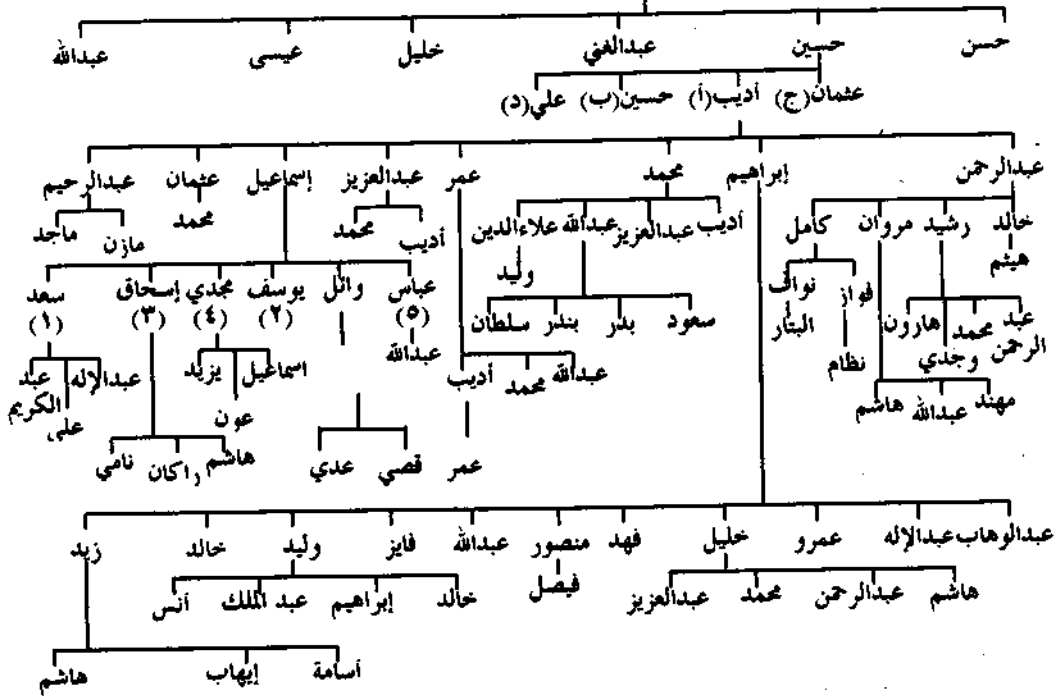 حسن حسين عبدالغني خليل عيسى عبدالله
عثمان (ج) أديب (أ) حسين (ب) علي (د)
عبدالرحمن إبراهيم محمد عمر عبدالعزيز إسماعيل عثمان عبدالرحيم
خالد رشيد مروان كامل أديب عبدالعزيز عبدالله علاءالدين أديب محمد محمد مازن ماجد
هيثم فواز نواف وليد
عباس وائل يوسف مجدي إسحاق سعد
(٥) (٢) (٤) (٣) (١)
عبد الرحمن محمد وجدي هارون نظام البتار سعود بدر بندر سلطان عبدالله
مهند عبدالله هاشم عبدالله محمد أديب اسماعيل عون يزيد عبدالإله علي عبد الكريم
عمر قصي عدي هاشم راكان نامي
عبدالوهاب عبدالإله عمرو خليل فهد منصور عبدالله فايز وليد خالد زيد
هاشم عبدالرحمن محمد عبدالعزيز فيصل خالد إبراهيم عبد الملك أنس
أسامة إيهاب هاشم